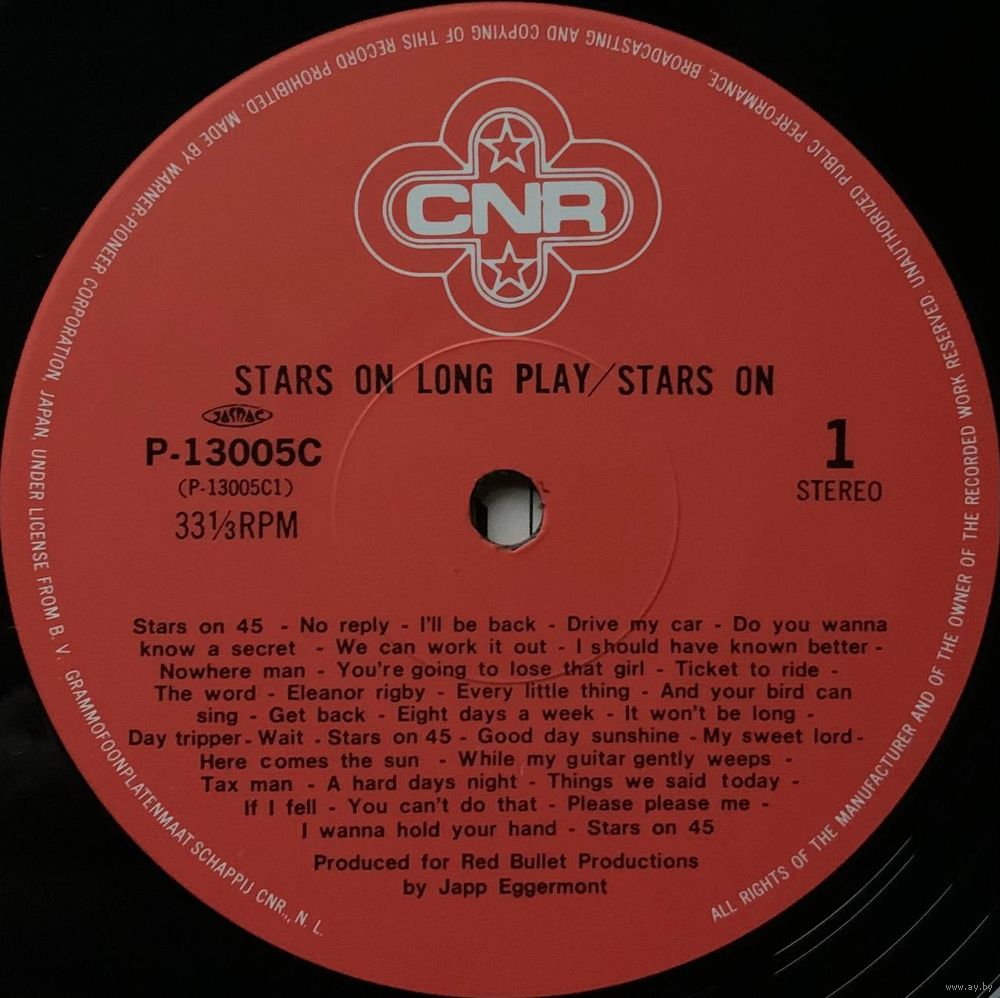 CNR
STARS ON LONG PLAY/STARS ON
JASRAC
P-13005C
(P-13005C1)
33⅓RPM
1
STEREO
Stars on 45 - No reply - I'll be back - Drive my car - Do you wanna
know a secret - We can work it out - I should have known better -
Nowhere man - You're going to lose that girl - Ticket to ride -
The word - Eleanor rigby - Every little thing - And your bird can
sing - Get back - Eight days a week - It won't be long -
Day tripper - Wait - Stars on 45 - Good day sunshine - My sweet lord -
Here comes the sun - While my guitar gently weeps -
Tax man - A hard days night - Things we said today -
If I fell - You can't do that - Please please me -
I wanna hold your hand - Stars on 45
Produced for Red Bullet Productions
by Japp Eggermont
ALL RIGHTS OF THE MANUFACTURER AND OF THE OWNER OF THE RECORDED WORK RESERVED. UNAUTHORIZED PUBLIC PERFORMANCE, BROADCASTING AND COPYING OF THIS RECORD PROHIBITED. MADE BY WARNER-PIONEER CORPORATION, JAPAN, UNDER LICENSE FROM B. V. GRAMMOFOONPLATENMAATSCHAPPIJ CNR., N. L.
www.ay.by